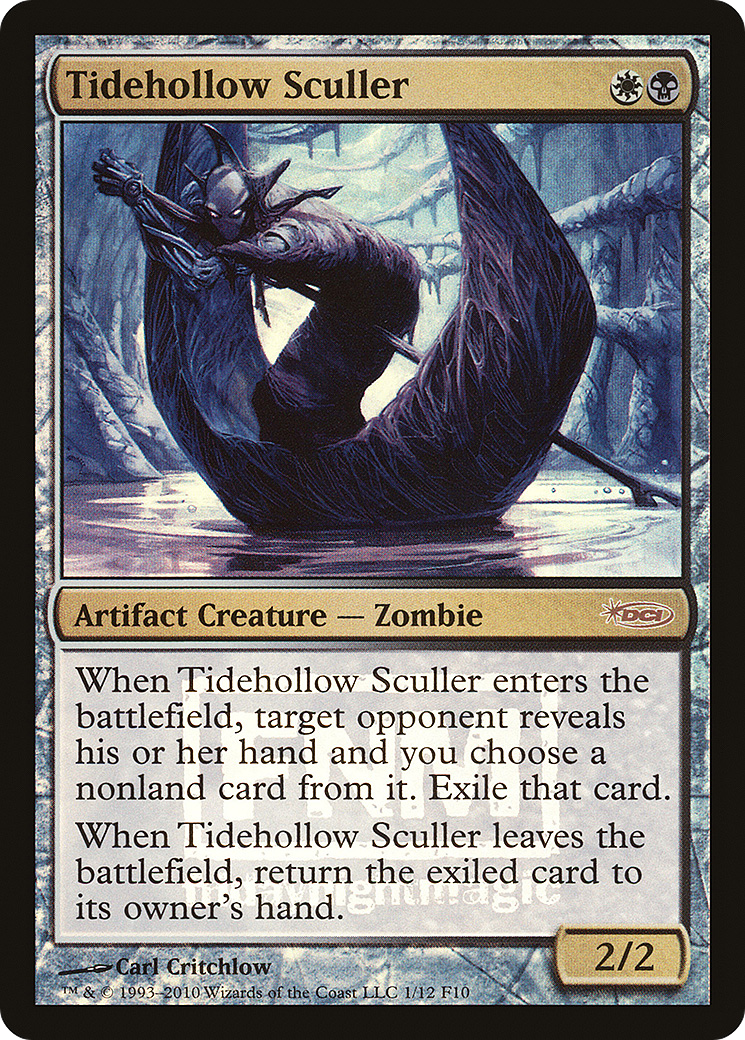 Tidehollow Sculler
Artifact Creature — Zombie
DCI
When Tidehollow Sculler enters the
battlefield, target opponent reveals
his or her hand and you choose a
nonland card from it. Exile that card.
When Tidehollow Sculler leaves the
battlefield, return the exiled card to
its owner's hand.
FNM
fridaynightmagic
2/2
Carl Critchlow
™ & © 1993–2010 Wizards of the Coast LLC 1/12 F10